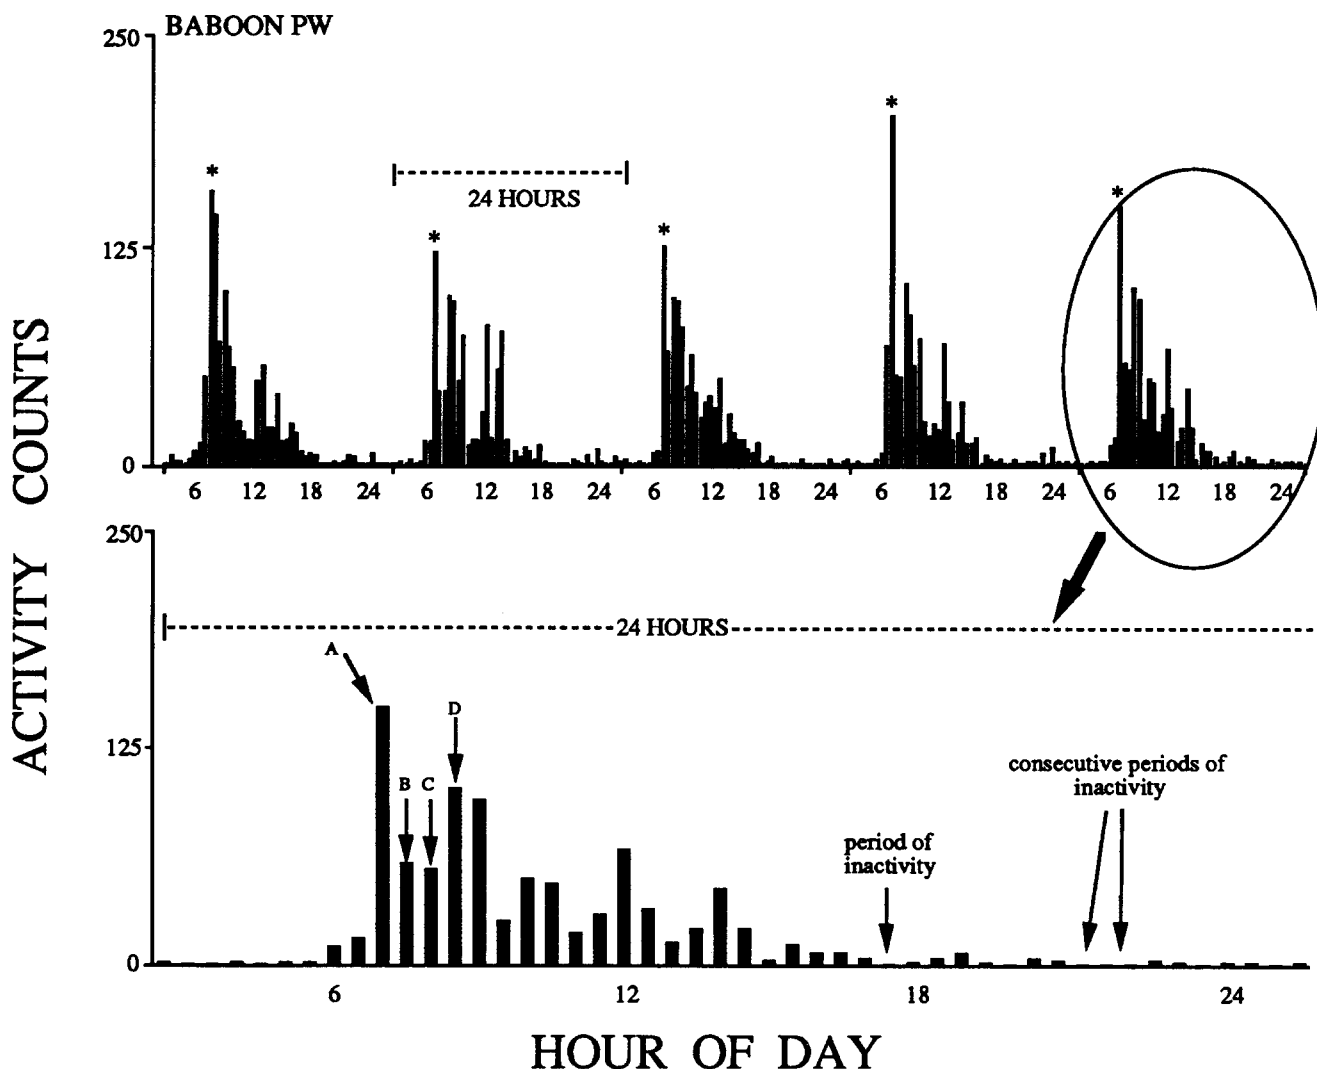 BABOON PW
250
*
*
*
*
*
24 HOURS
125
0
6 12 18 24 6 12 18 24 6 12 18 24 6 12 18 24 6 12 18 24
250
24 HOURS
A
D
B C
125
consecutive periods of
inactivity
period of
inactivity
0
6 12 18 24
ACTIVITY COUNTS
HOUR OF DAY